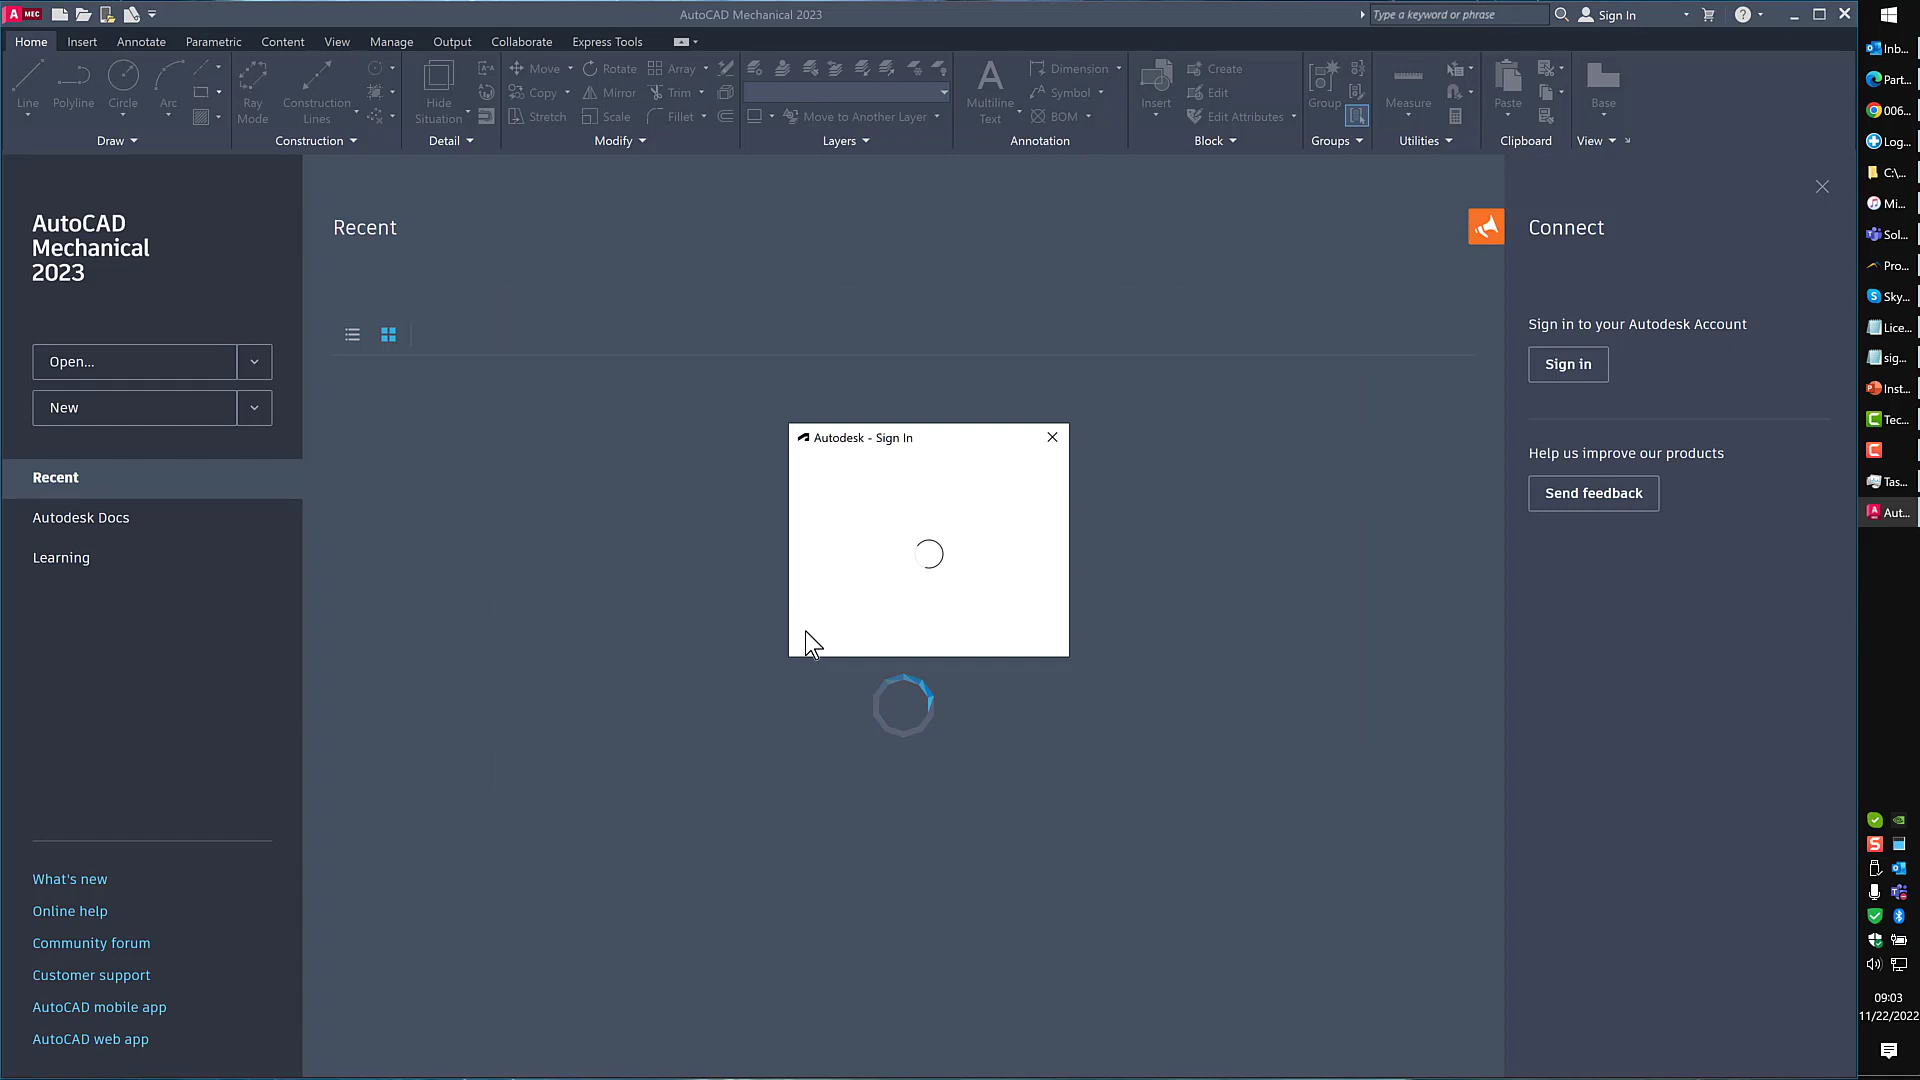 A MEC
AutoCAD Mechanical 2023
Type a keyword or phrase
Sign In
Home
Insert
Annotate
Parametric
Content
View
Manage
Output
Collaborate
Express Tools
Line
Polyline
Circle
Arc
Draw
Ray
Mode
Construction
Lines
Construction
Hide
Situation
Detail
Move
Rotate
Array
Copy
Mirror
Trim
Stretch
Scale
Fillet
Modify
Move to Another Layer
Layers
Multiline
Text
Dimension
Symbol
BOM
Annotation
Insert
Create
Edit
Edit Attributes
Block
Group
Groups
Measure
Utilities
Paste
Clipboard
Base
View
AutoCAD
Mechanical
2023
Open...
New
Recent
Autodesk Docs
Learning
What's new
Online help
Community forum
Customer support
AutoCAD mobile app
AutoCAD web app
Recent
Autodesk - Sign In
Connect
Sign in to your Autodesk Account
Sign in
Help us improve our products
Send feedback
Inb...
Part...
006...
Log...
C:\...
Mi...
Sol...
Pro...
Sky...
Lice...
sig...
Inst...
Tec...
Tas...
Aut...
09:03
11/22/2022